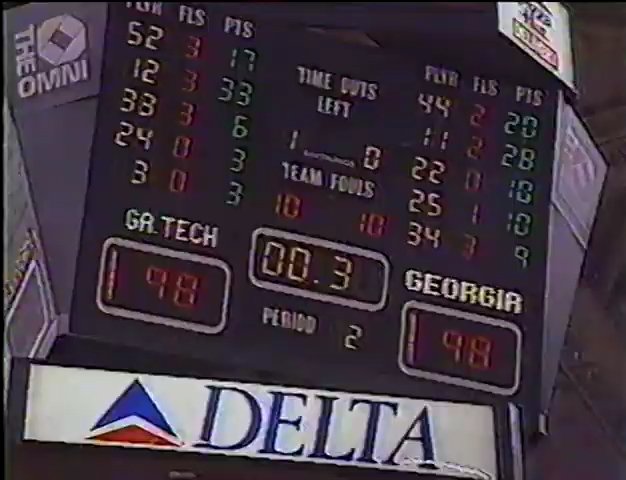 THE
OMNI
PLYR FLS PTS
52 3 17
12 3 33
33 3 6
24 0 3
3 0 3
TIME OUTS
LEFT
1 0
TEAM FOULS
10 10
PLYR FLS PTS
44 2 20
11 2 28
22 0 10
25 1 10
34 3 9
GA.TECH
98
00.3
PERIOD 2
GEORGIA
98
DELTA